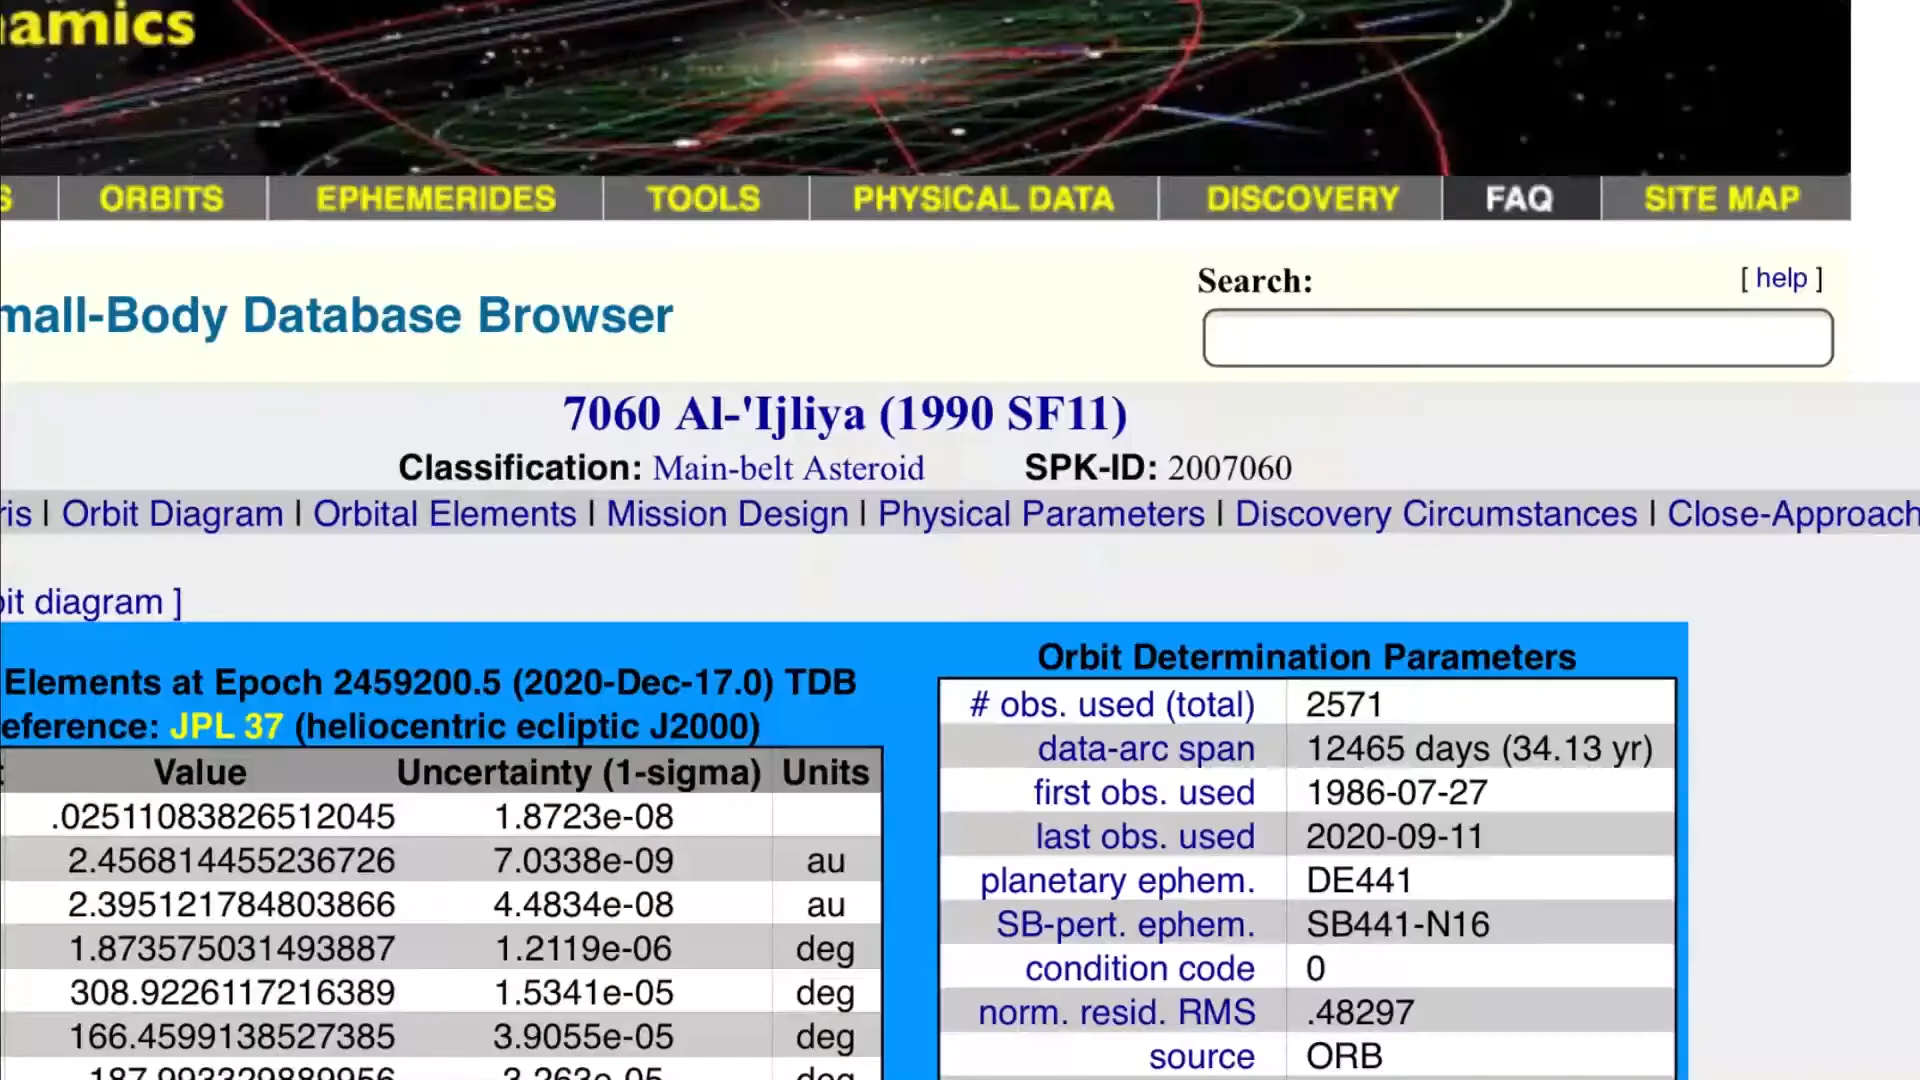 amics
S ORBITS EPHEMERIDES TOOLS PHYSICAL DATA DISCOVERY FAQ SITE MAP
Search: [ help ]
mall-Body Database Browser
7060 Al-'Ijliya (1990 SF11)
Classification: Main-belt Asteroid SPK-ID: 2007060
ris | Orbit Diagram | Orbital Elements | Mission Design | Physical Parameters | Discovery Circumstances | Close-Approach
bit diagram ]
Elements at Epoch 2459200.5 (2020-Dec-17.0) TDB
eference: JPL 37 (heliocentric ecliptic J2000)
Value Uncertainty (1-sigma) Units
.02511083826512045 1.8723e-08
2.456814455236726 7.0338e-09 au
2.395121784803866 4.4834e-08 au
1.873575031493887 1.2119e-06 deg
308.9226117216389 1.5341e-05 deg
166.4599138527385 3.9055e-05 deg
187.993329889956 3.263e-05 deg
Orbit Determination Parameters
# obs. used (total) 2571
data-arc span 12465 days (34.13 yr)
first obs. used 1986-07-27
last obs. used 2020-09-11
planetary ephem. DE441
SB-pert. ephem. SB441-N16
condition code 0
norm. resid. RMS .48297
source ORB